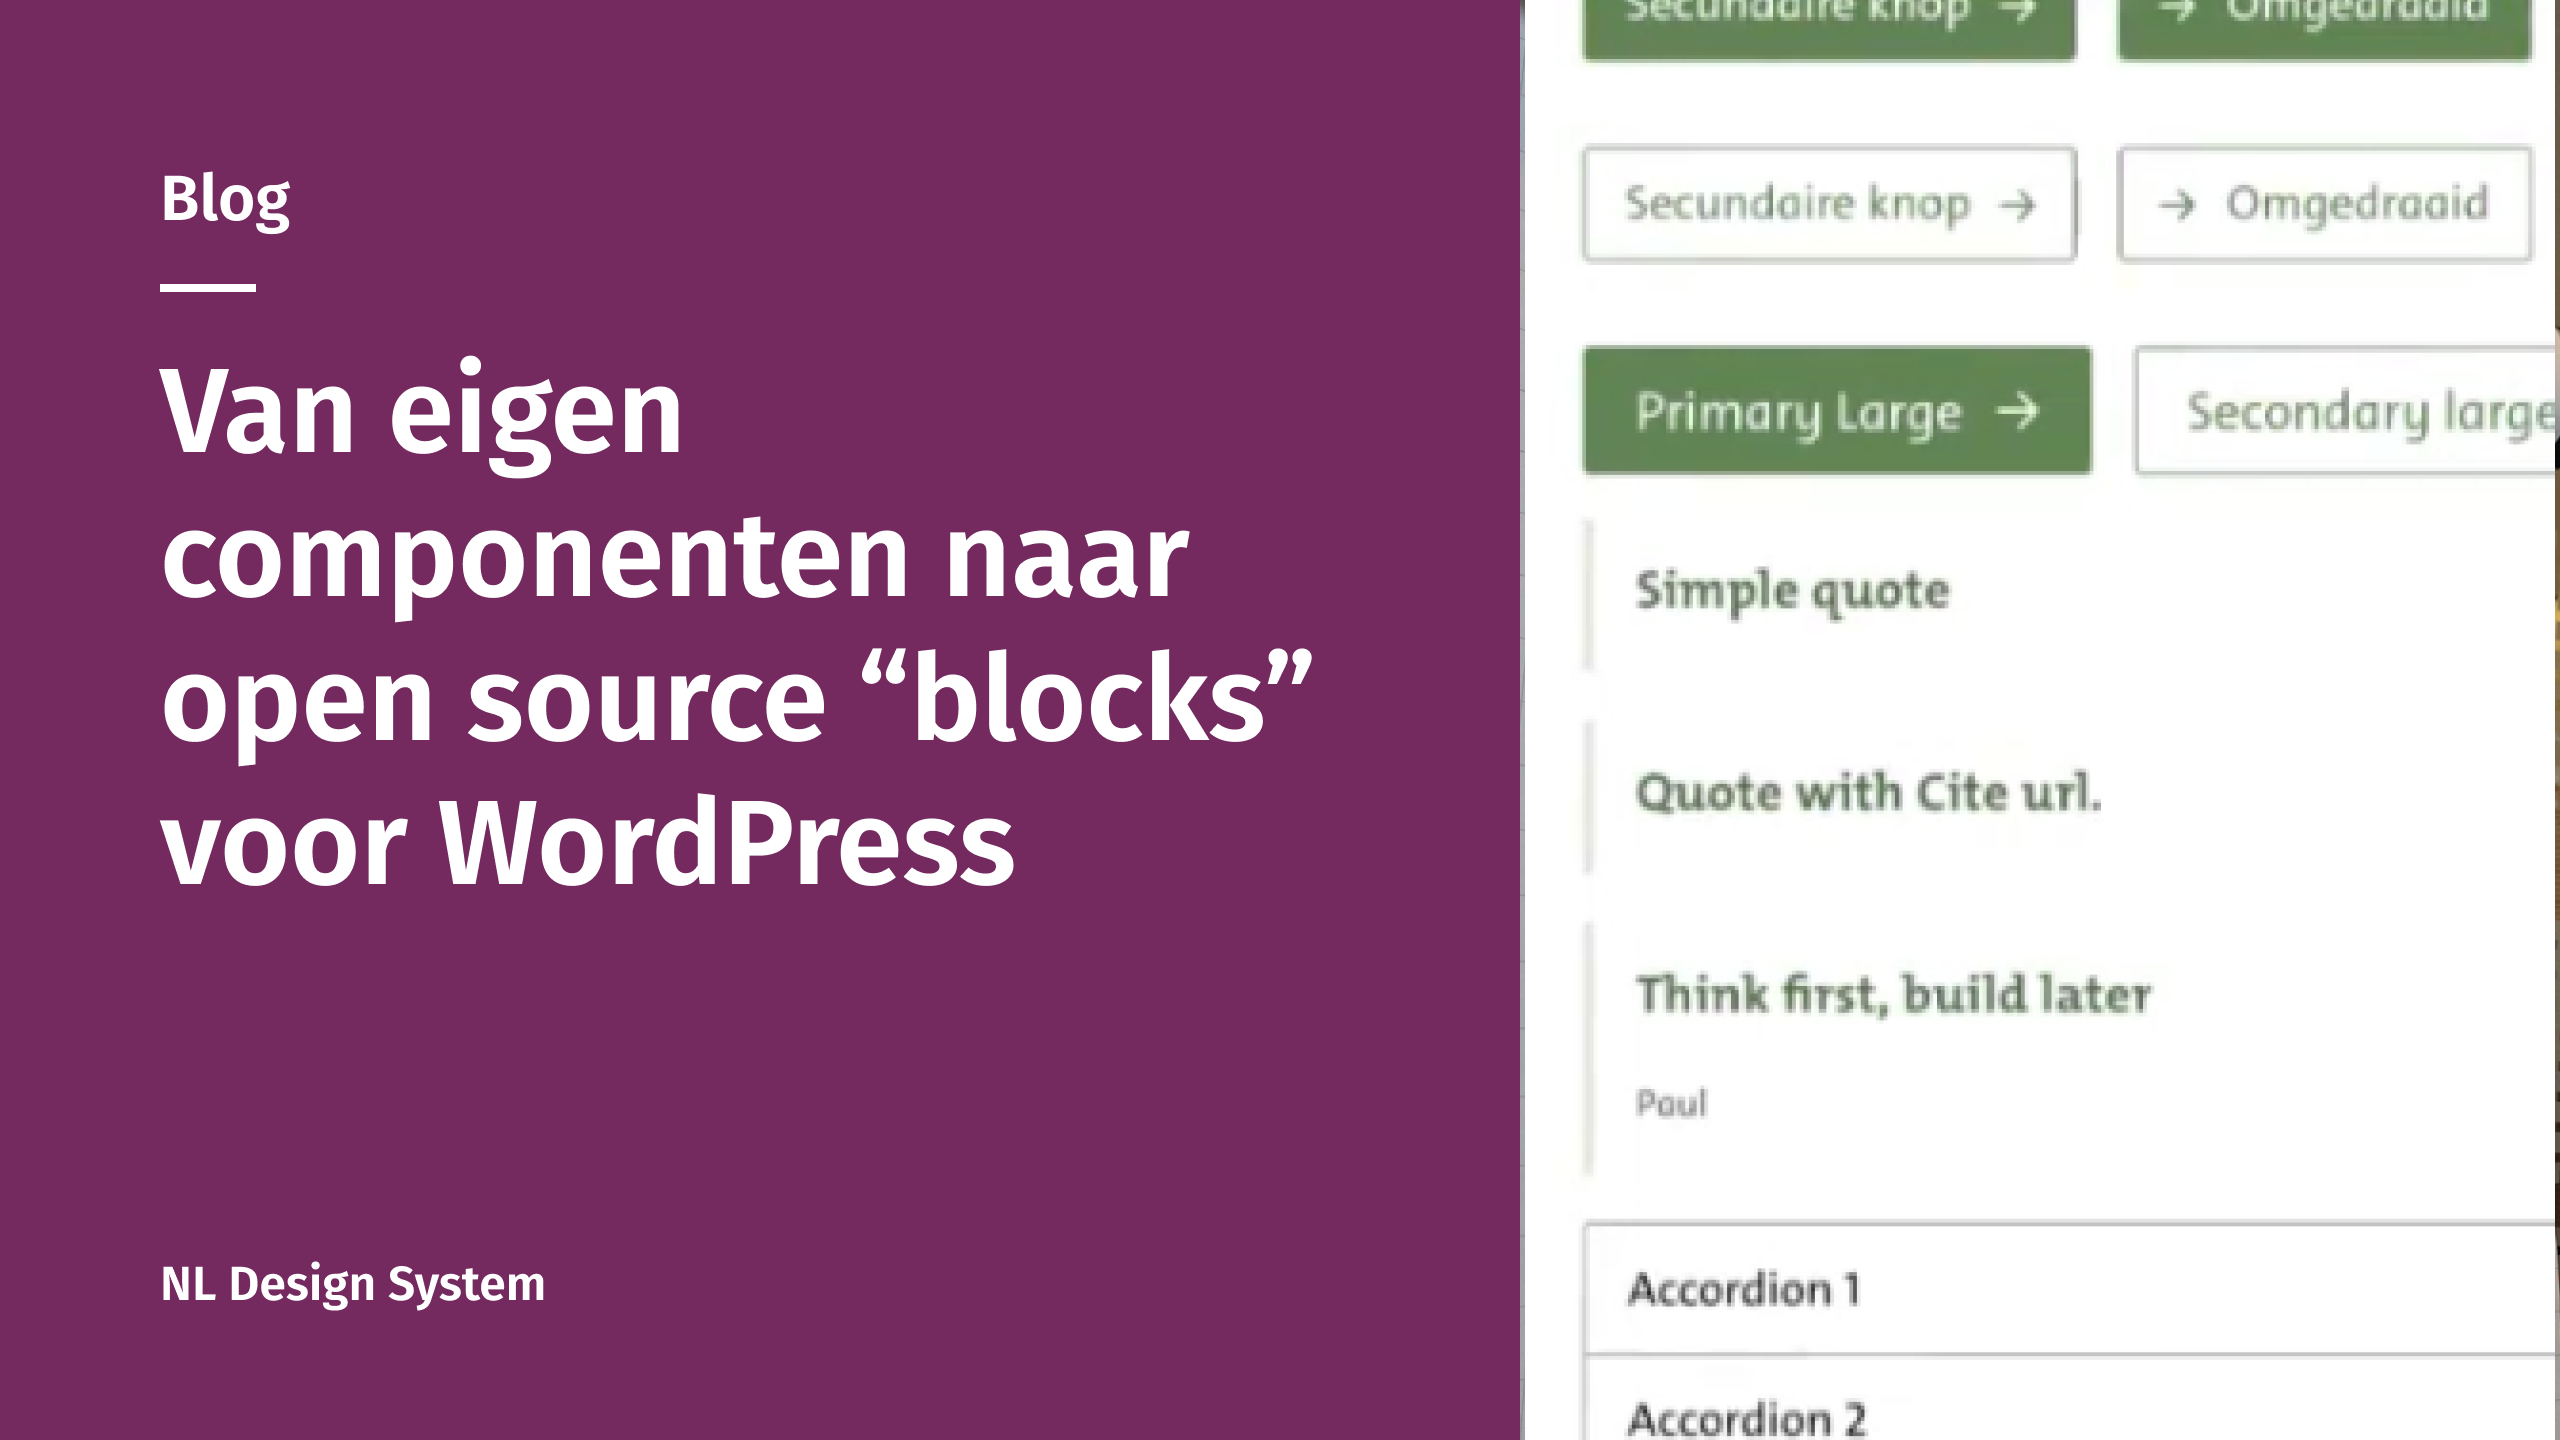 Blog
Van eigen
componenten naar
open source “blocks”
voor WordPress
NL Design System
Secundaire knop → → Omgedraaid
Secundaire knop → → Omgedraaid
Primary Large → Secondary large
Simple quote
Quote with Cite url.
Think first, build later
Paul
Accordion 1
Accordion 2